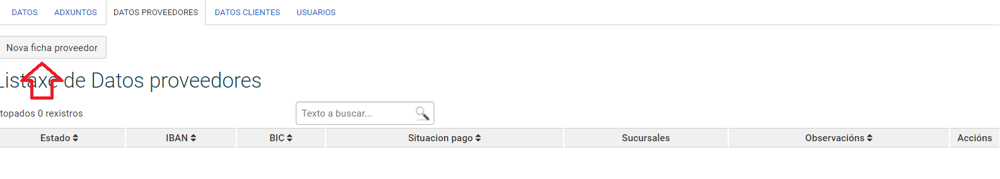 DATOS ADXUNTOS DATOS PROVEEDORES DATOS CLIENTES USUARIOS
Nova ficha proveedor
Listaxe de Datos proveedores
topados 0 rexistros Texto a buscar...
Estado IBAN BIC Situacion pago Sucursales Observacións Accións